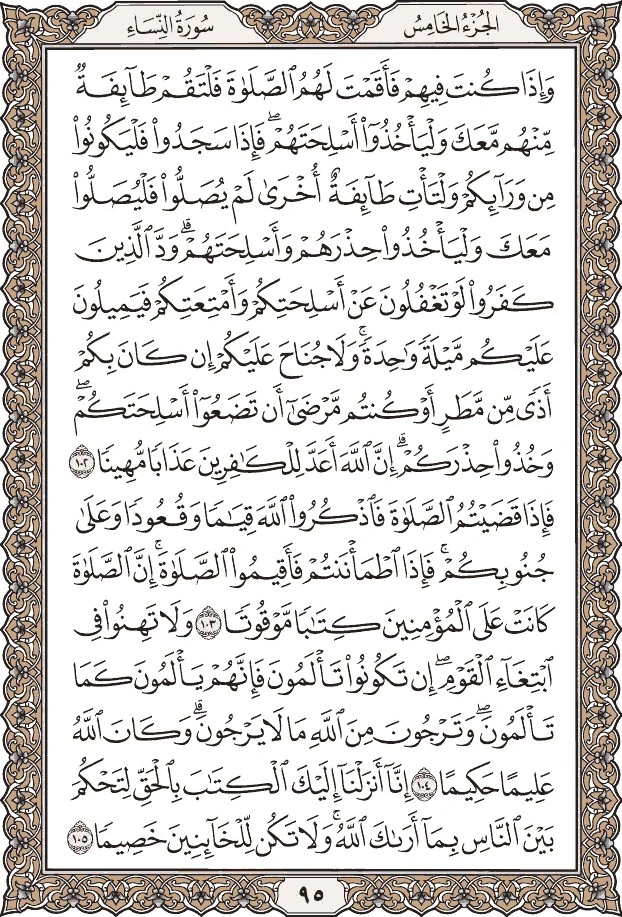 الجُزْءُ الخَامِسُ
سُورَةُ النِّسَاءِ
وَإِذَا كُنتَ فِيهِمْ فَأَقَمْتَ لَهُمُ ٱلصَّلَوٰةَ فَلْتَقُمْ طَآئِفَةٌ
مِّنْهُم مَّعَكَ وَلْيَأْخُذُوٓا۟ أَسْلِحَتَهُمْۖ فَإِذَا سَجَدُوا۟ فَلْيَكُونُوا۟
مِن وَرَآئِكُمْ وَلْتَأْتِ طَآئِفَةٌ أُخْرَىٰ لَمْ يُصَلُّوا۟ فَلْيُصَلُّوا۟
مَعَكَ وَلْيَأْخُذُوا۟ حِذْرَهُمْ وَأَسْلِحَتَهُمْۗ وَدَّ ٱلَّذِينَ
كَفَرُوا۟ لَوْ تَغْفُلُونَ عَنْ أَسْلِحَتِكُمْ وَأَمْتِعَتِكُمْ فَيَمِيلُونَ
عَلَيْكُم مَّيْلَةً وَٰحِدَةًۚ وَلَا جُنَاحَ عَلَيْكُمْ إِن كَانَ بِكُمْ
أَذًى مِّن مَّطَرٍ أَوْ كُنتُم مَّرْضَىٰٓ أَن تَضَعُوٓا۟ أَسْلِحَتَكُمْۖ
وَخُذُوا۟ حِذْرَكُمْۗ إِنَّ ٱللَّهَ أَعَدَّ لِلْكَٰفِرِينَ عَذَابًا مُّهِينًا ١٠٢
فَإِذَا قَضَيْتُمُ ٱلصَّلَوٰةَ فَٱذْكُرُوا۟ ٱللَّهَ قِيَٰمًا وَقُعُودًا وَعَلَىٰ
جُنُوبِكُمْۚ فَإِذَا ٱطْمَأْنَنتُمْ فَأَقِيمُوا۟ ٱلصَّلَوٰةَۚ إِنَّ ٱلصَّلَوٰةَ
كَانَتْ عَلَى ٱلْمُؤْمِنِينَ كِتَٰبًا مَّوْقُوتًا ١٠٣ وَلَا تَهِنُوا۟ فِى
ٱبْتِغَآءِ ٱلْقَوْمِۖ إِن تَكُونُوا۟ تَأْلَمُونَ فَإِنَّهُمْ يَأْلَمُونَ كَمَا
تَأْلَمُونَۖ وَتَرْجُونَ مِنَ ٱللَّهِ مَا لَا يَرْجُونَۗ وَكَانَ ٱللَّهُ
عَلِيمًا حَكِيمًا ١٠٤ إِنَّآ أَنزَلْنَآ إِلَيْكَ ٱلْكِتَٰبَ بِٱلْحَقِّ لِتَحْكُمَ
بَيْنَ ٱلنَّاسِ بِمَآ أَرَىٰكَ ٱللَّهُۚ وَلَا تَكُن لِّلْخَآئِنِينَ خَصِيمًا ١٠٥
٩٥